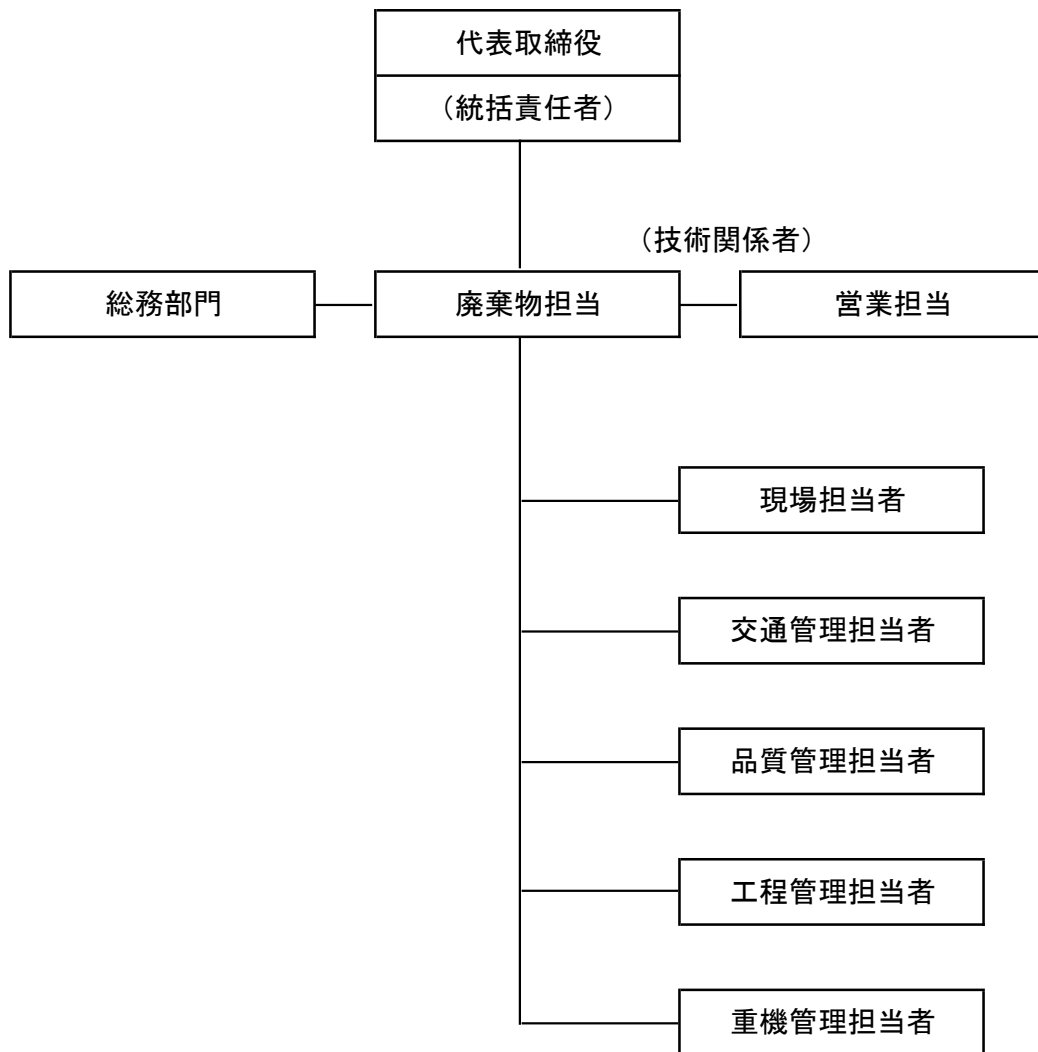 代表取締役
（統括責任者）
（技術関係者）
総務部門
廃棄物担当
営業担当
現場担当者
交通管理担当者
品質管理担当者
工程管理担当者
重機管理担当者